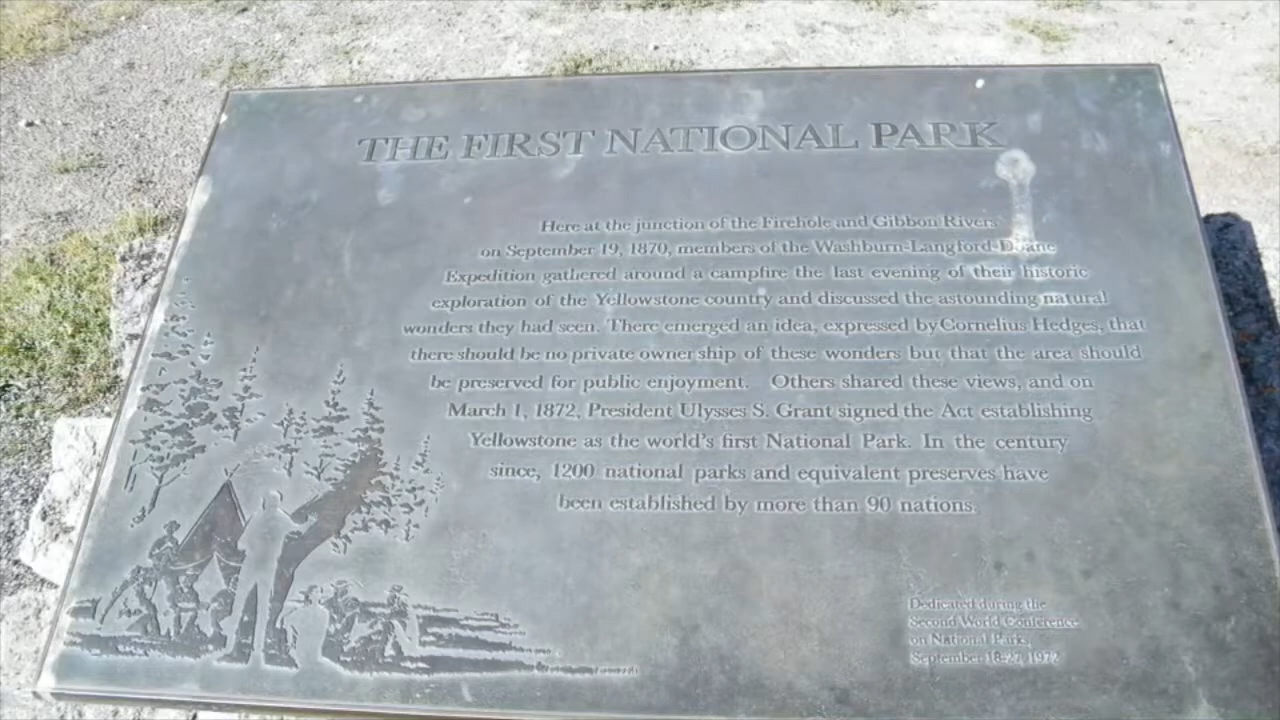 THE FIRST NATIONAL PARK
Here at the junction of the Firehole and Gibbon Rivers
on September 19, 1870, members of the Washburn-Langford-Doane
Expedition gathered around a campfire the last evening of their historic
exploration of the Yellowstone country and discussed the astounding natural
wonders they had seen. There emerged an idea, expressed by Cornelius Hedges, that
there should be no private owner ship of these wonders but that the area should
be preserved for public enjoyment. Others shared these views, and on
March 1, 1872, President Ulysses S. Grant signed the Act establishing
Yellowstone as the world's first National Park. In the century
since, 1200 national parks and equivalent preserves have
been established by more than 90 nations.
Dedicated during the
Second World Conference
on National Parks,
September 18-27, 1972